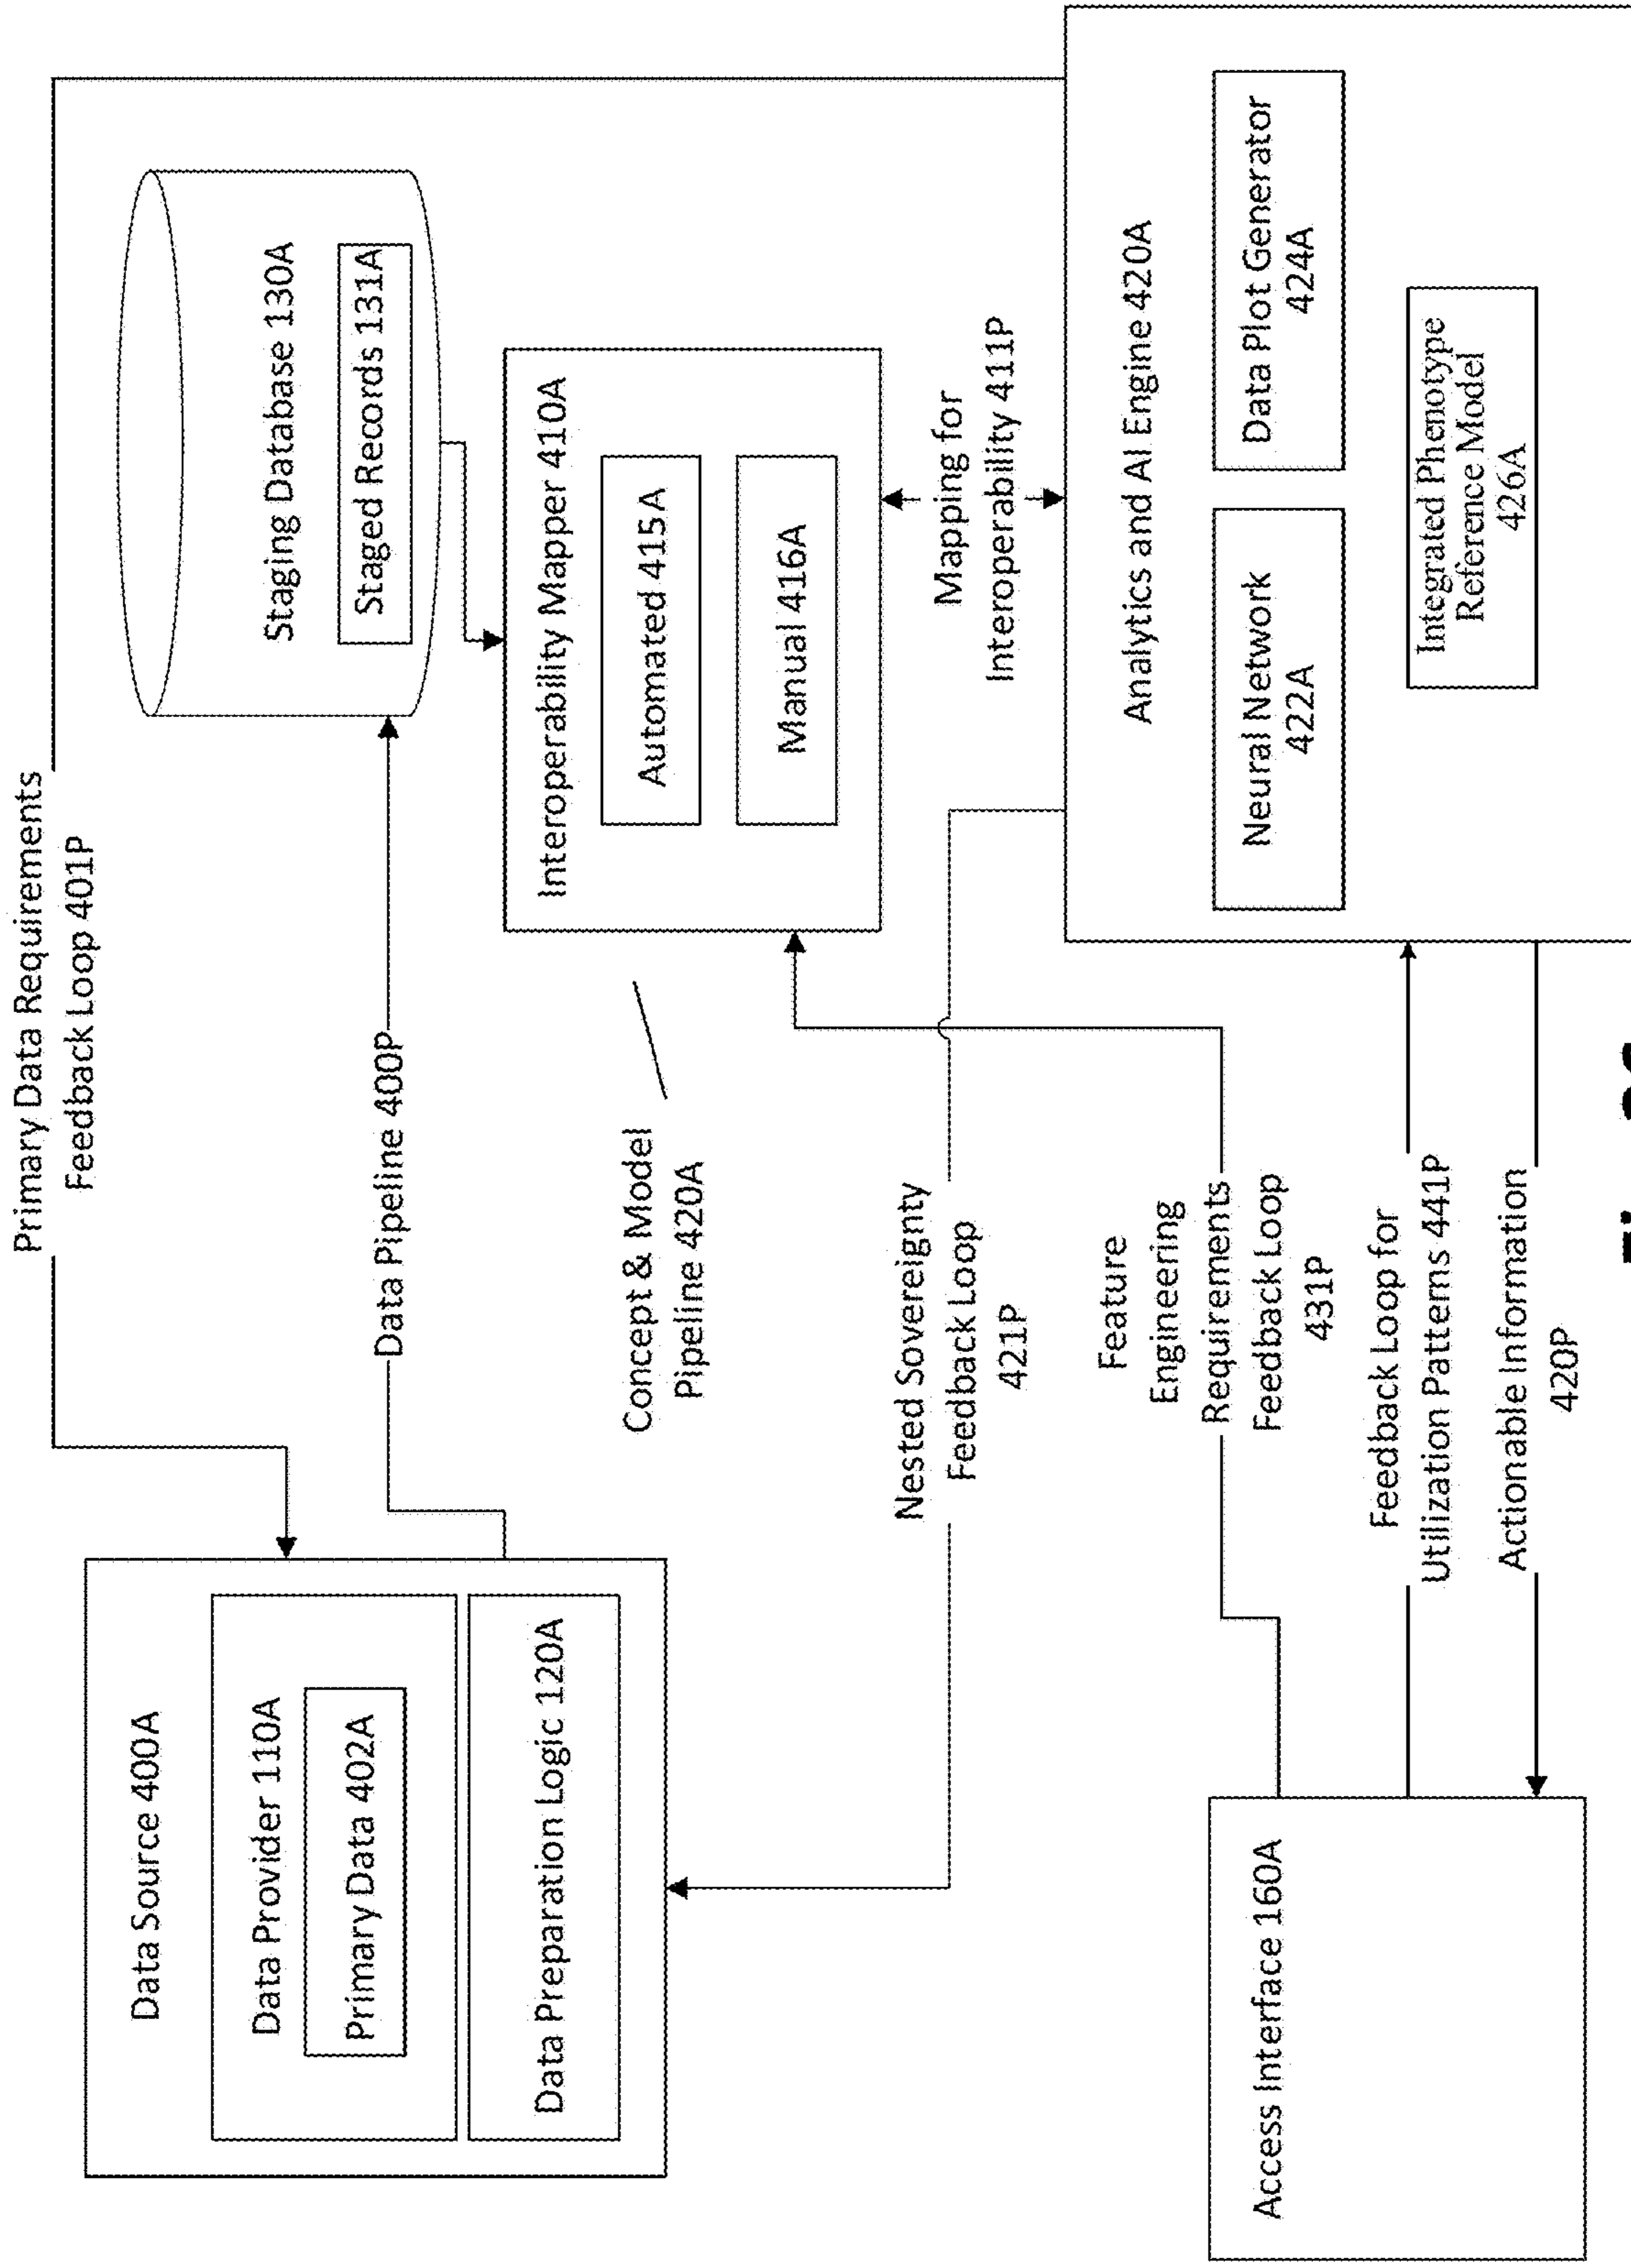 Primary Data Requirements
Feedback Loop 401P
Data Source 400A
Data Provider 110A
Primary Data 402A
Data Preparation Logic 120A
Data Pipeline 400P
Staging Database 130A
Staged Records 131A
Concept & Model
Pipeline 420A
Interoperability Mapper 410A
Automated 415A
Manual 416A
Nested Sovereignty
Feedback Loop
421P
Mapping for
Interoperability 411P
Feature
Engineering
Requirements
Feedback Loop
431P
Access Interface 160A
Feedback Loop for
Utilization Patterns 441P
Actionable Information
420P
Analytics and AI Engine 420A
Neural Network
422A
Data Plot Generator
424A
Integrated Phenotype
Reference Model
426A